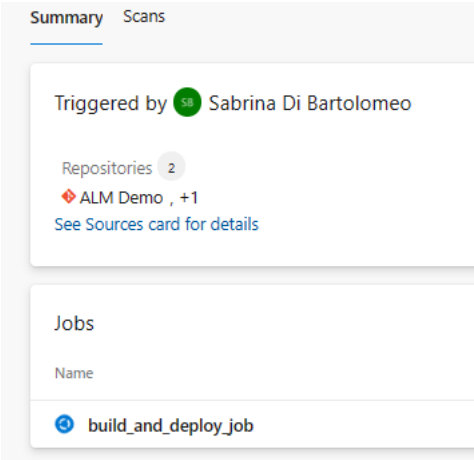 Summary Scans
Triggered by SB Sabrina Di Bartolomeo
Repositories 2
ALM Demo , +1
See Sources card for details
Jobs
Name
build_and_deploy_job